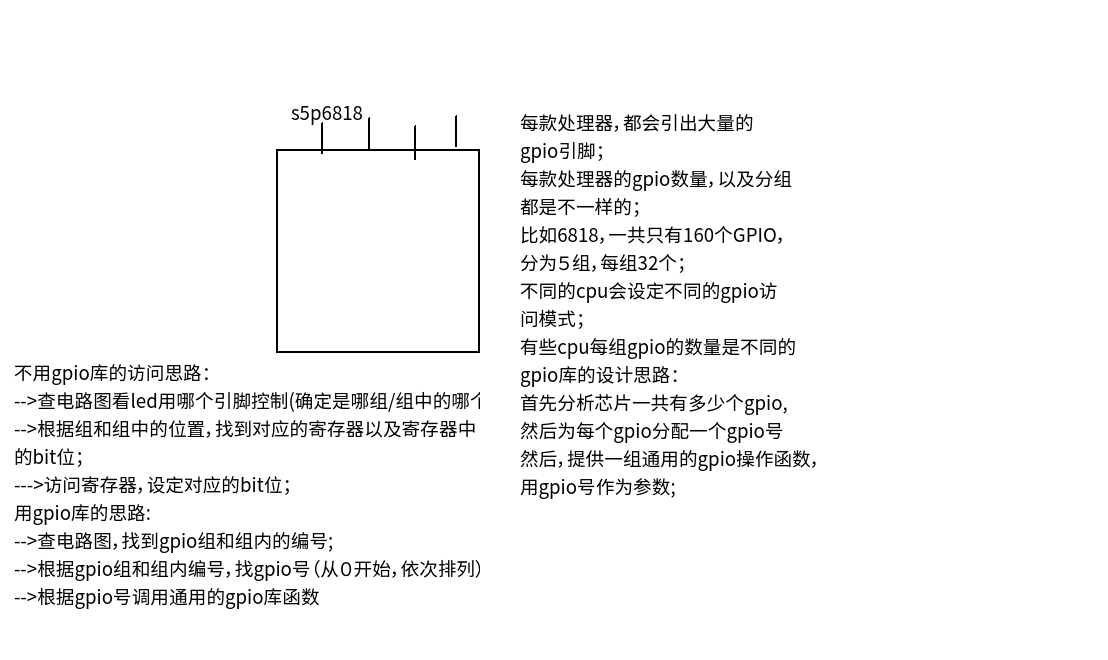 s5p6818
不用gpio库的访问思路：
-->查电路图看led用哪个引脚控制(确定是哪组/组中的哪个
-->根据组和组中的位置，找到对应的寄存器以及寄存器中
的bit位；
--->访问寄存器，设定对应的bit位；
用gpio库的思路:
-->查电路图，找到gpio组和组内的编号;
-->根据gpio组和组内编号，找gpio号（从０开始，依次排列）
-->根据gpio号调用通用的gpio库函数
每款处理器，都会引出大量的
gpio引脚；
每款处理器的gpio数量，以及分组
都是不一样的；
比如6818，一共只有160个GPIO，
分为５组，每组32个；
不同的cpu会设定不同的gpio访
问模式；
有些cpu每组gpio的数量是不同的
gpio库的设计思路：
首先分析芯片一共有多少个gpio,
然后为每个gpio分配一个gpio号
然后，提供一组通用的gpio操作函数，
用gpio号作为参数;